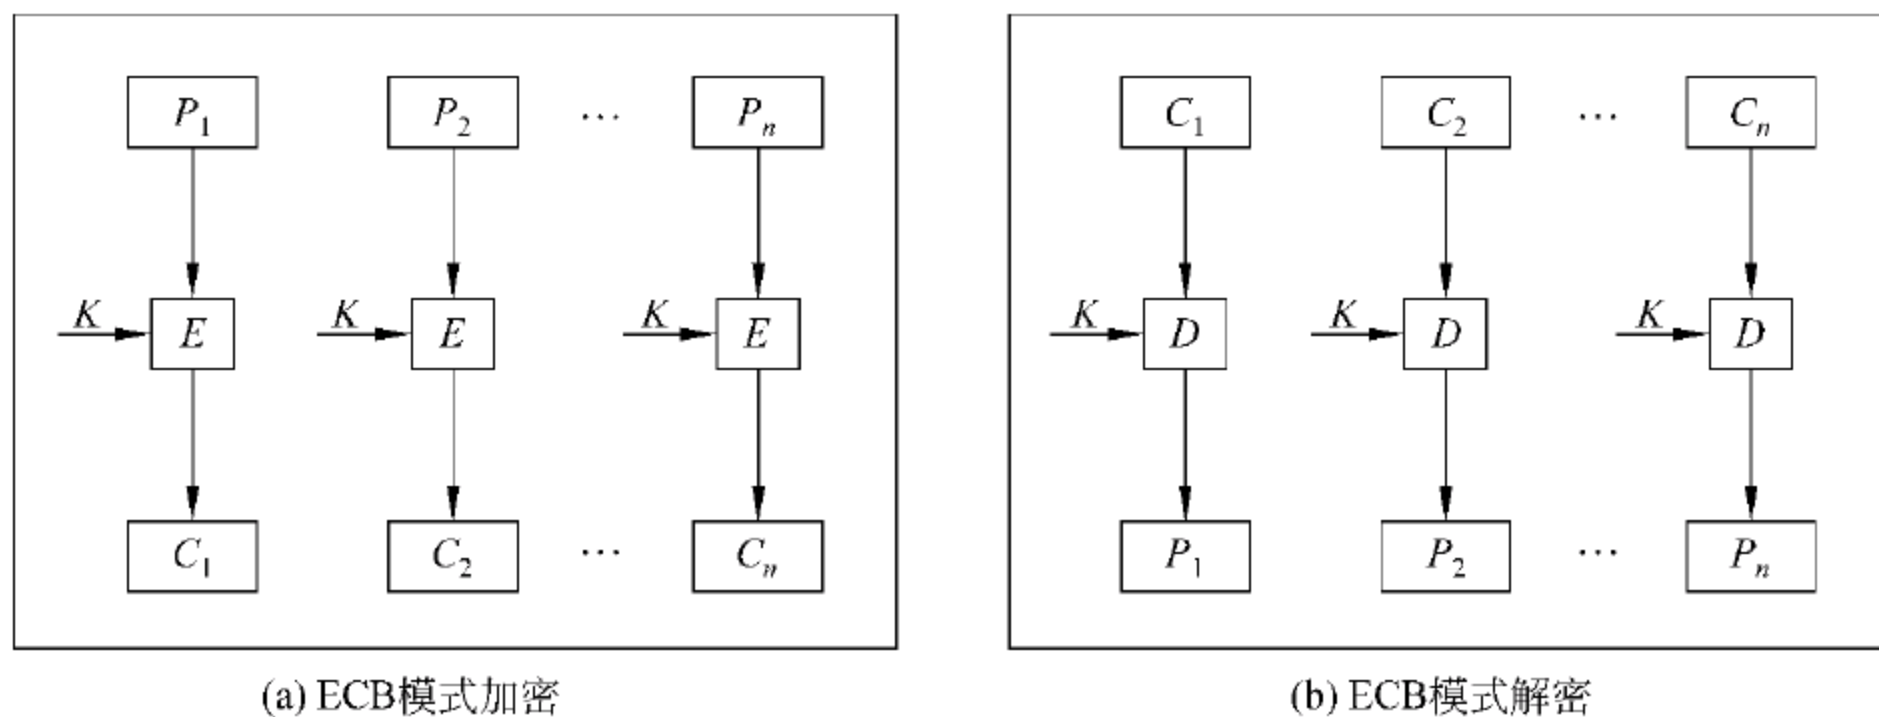 P1 P2 … Pn
K E K E K E
C1 C2 … Cn
(a) ECB模式加密
C1 C2 … Cn
K D K D K D
P1 P2 … Pn
(b) ECB模式解密